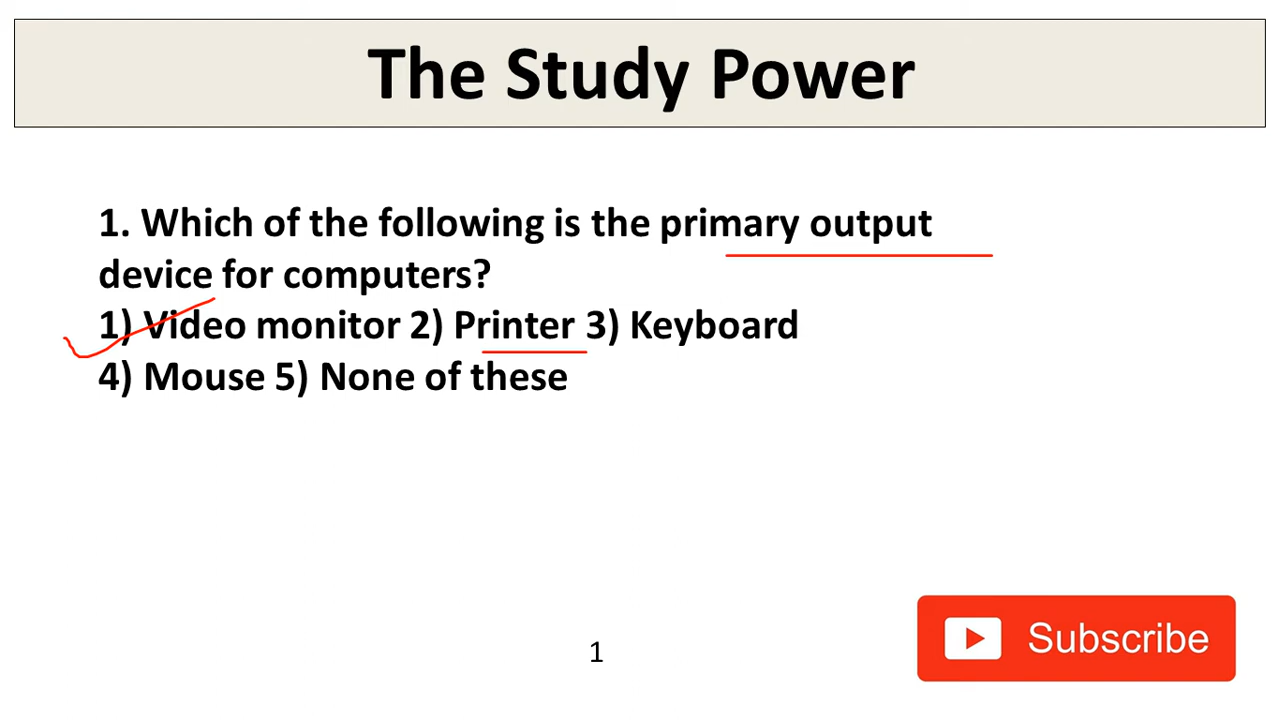 The Study Power
1. Which of the following is the primary output
device for computers?
1) Video monitor 2) Printer 3) Keyboard
4) Mouse 5) None of these
1
Subscribe